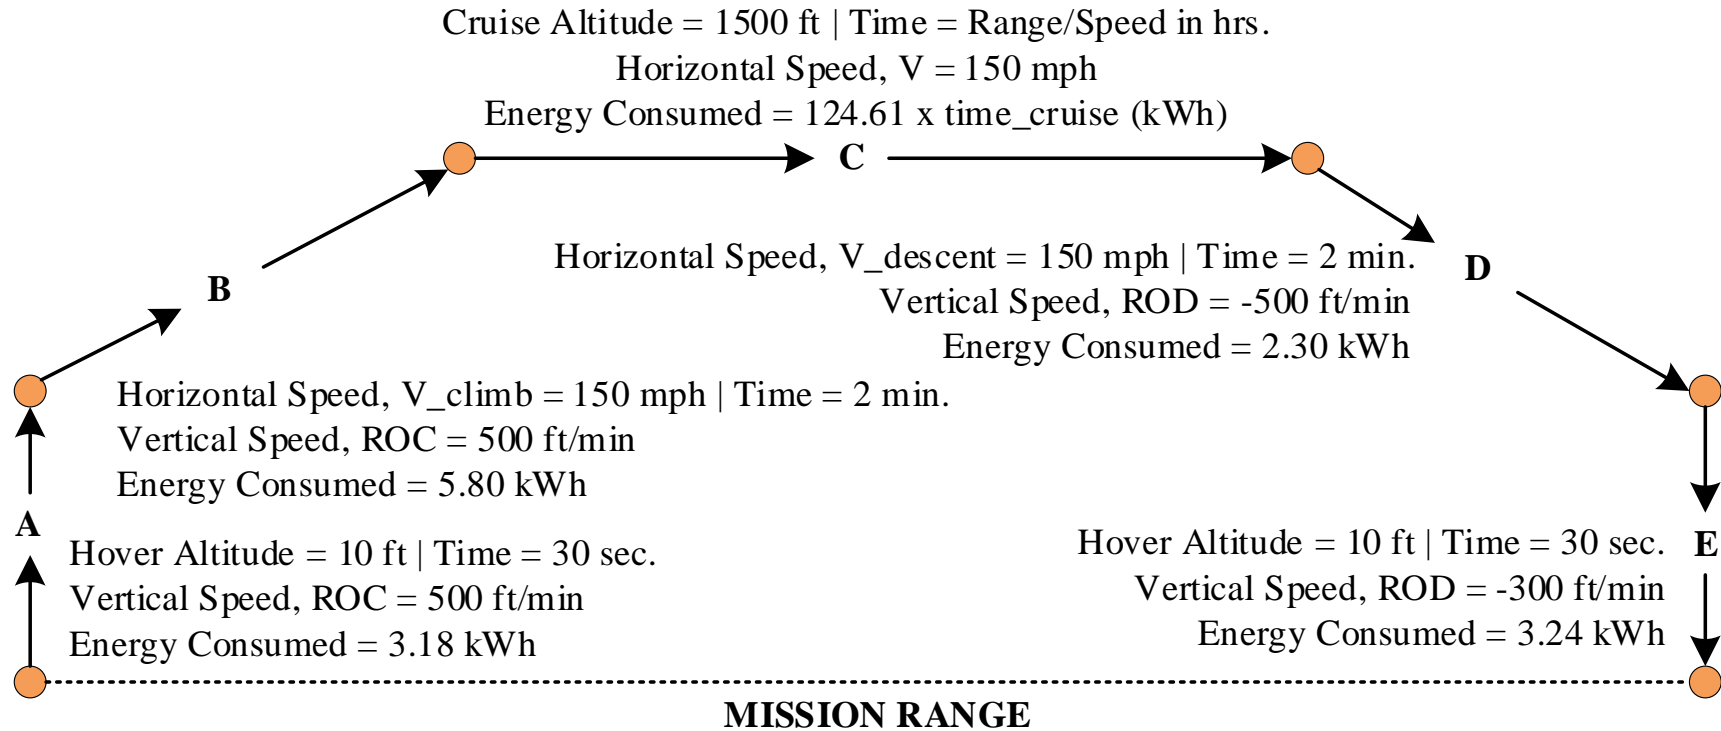 Cruise Altitude = 1500 ft | Time = Range/Speed in hrs.
Horizontal Speed, V = 150 mph
Energy Consumed = 124.61 x time_cruise (kWh)
C
B
Horizontal Speed, V_descent = 150 mph | Time = 2 min.
Vertical Speed, ROD = -500 ft/min
Energy Consumed = 2.30 kWh
D
Horizontal Speed, V_climb = 150 mph | Time = 2 min.
Vertical Speed, ROC = 500 ft/min
Energy Consumed = 5.80 kWh
A
Hover Altitude = 10 ft | Time = 30 sec.
Vertical Speed, ROC = 500 ft/min
Energy Consumed = 3.18 kWh
Hover Altitude = 10 ft | Time = 30 sec.
Vertical Speed, ROD = -300 ft/min
Energy Consumed = 3.24 kWh
E
MISSION RANGE